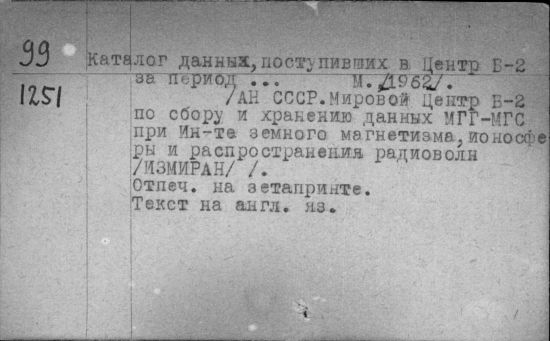 99 Каталог данных, поступивших в Центр Б-2
за период ... М. /1962/.
1251 /АН СССР. Мировой Центр Б-2
по сбору и хранению данных МГГ-МГС
при Ин-те земного магнетизма, ионосфе
ры и распространения радиоволн
/ИЗМИРАН/ /.
Отпеч. на зетапринте.
Текст на англ. яз.